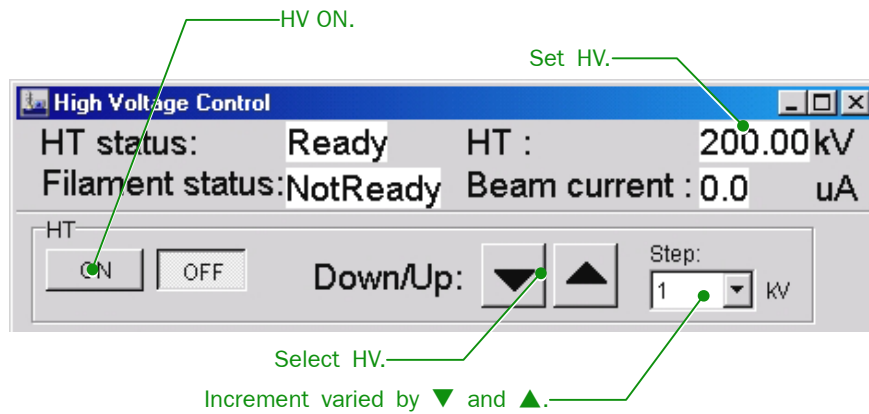 HV ON.
Set HV.
High Voltage Control
HT status: Ready HT : 200.00 kV
Filament status: NotReady Beam current : 0.0 uA
HT
ON OFF Down/Up: ▼ ▲ Step: 1 kV
Select HV.
Increment varied by ▼ and ▲.